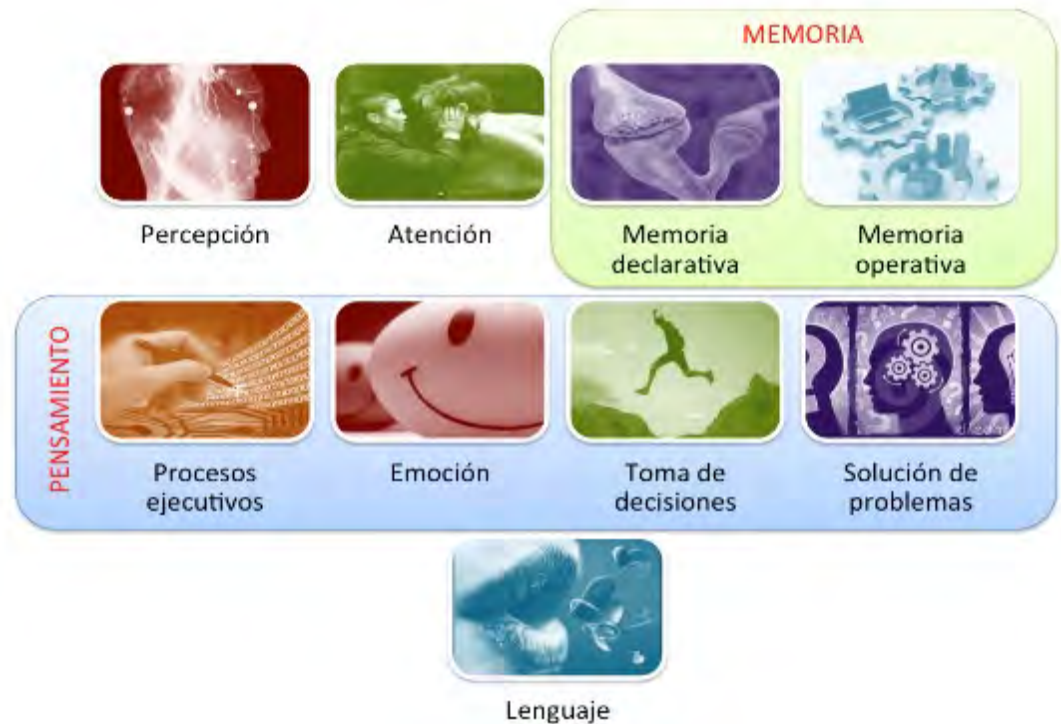 MEMORIA
Percepción
Atención
Memoria
declarativa
Memoria
operativa
PENSAMIENTO
Procesos
ejecutivos
Emoción
Toma de
decisiones
Solución de
problemas
Lenguaje